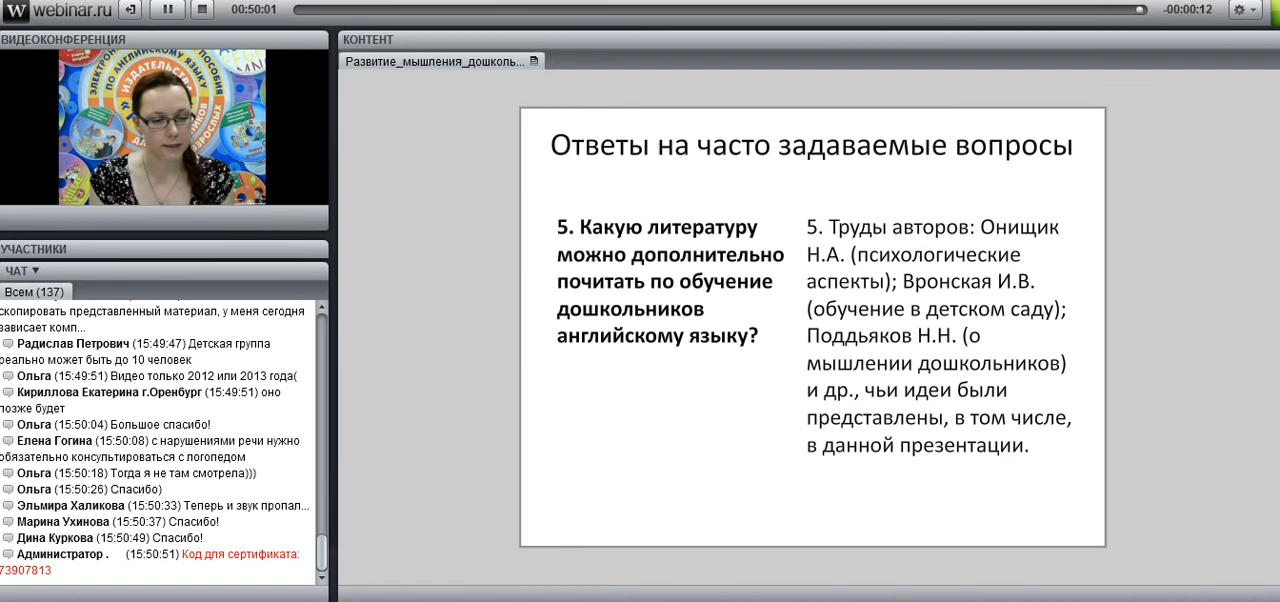 webinar.ru
00:50:01
-00:00:12
ВИДЕОКОНФЕРЕНЦИЯ
ЭЛЕКТРОН
ПО АНГЛИЙСКОМУ ЯЗЫКУ
ПОСОБИЯ
ИЗДАТЕЛЬСТВА
УЧАСТНИКИ
ЧАТ
Всем (137)
скопировать представленный материал, у меня сегодня
зависает комп...
Радислав Петрович (15:49:47) Детская группа
реально может быть до 10 человек
Ольга (15:49:51) Видео только 2012 или 2013 года(
Кириллова Екатерина г.Оренбург (15:49:51) оно
позже будет
Ольга (15:50:04) Большое спасибо!
Елена Гогина (15:50:08) с нарушениями речи нужно
обязательно консультироваться с логопедом
Ольга (15:50:18) Тогда я не там смотрела)))
Ольга (15:50:26) Спасибо)
Эльмира Халикова (15:50:33) Теперь и звук пропал...
Марина Ухинова (15:50:37) Спасибо!
Дина Куркова (15:50:49) Спасибо!
Администратор . (15:50:51) Код для сертификата:
73907813
КОНТЕНТ
Развитие_мышления_дошколь...
Ответы на часто задаваемые вопросы
5. Какую литературу
можно дополнительно
почитать по обучение
дошкольников
английскому языку?
5. Труды авторов: Онищик
Н.А. (психологические
аспекты); Вронская И.В.
(обучение в детском саду);
Поддьяков Н.Н. (о
мышлении дошкольников)
и др., чьи идеи были
представлены, в том числе,
в данной презентации.